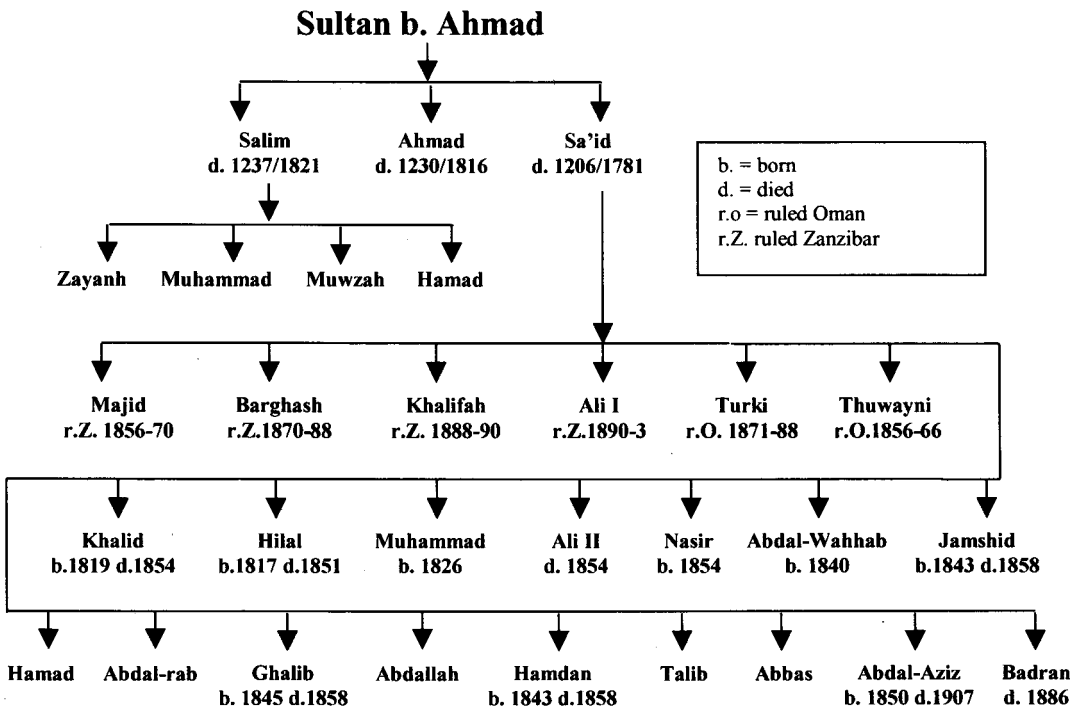 Sultan b. Ahmad
Salim Ahmad Sa'id
d. 1237/1821 d. 1230/1816 d. 1206/1781
b. = born
d. = died
r.o = ruled Oman
r.Z. ruled Zanzibar
Zayanh Muhammad Muwzah Hamad
Majid Barghash Khalifah Ali I Turki Thuwayni
r.Z. 1856-70 r.Z.1870-88 r.Z. 1888-90 r.Z.1890-3 r.O. 1871-88 r.O.1856-66
Khalid Hilal Muhammad Ali II Nasir Abdal-Wahhab Jamshid
b.1819 d.1854 b.1817 d.1851 b. 1826 d. 1854 b. 1854 b. 1840 b.1843 d.1858
Hamad Abdal-rab Ghalib Abdallah Hamdan Talib Abbas Abdal-Aziz Badran
b. 1845 d.1858 b. 1843 d.1858 b. 1850 d.1907 d. 1886